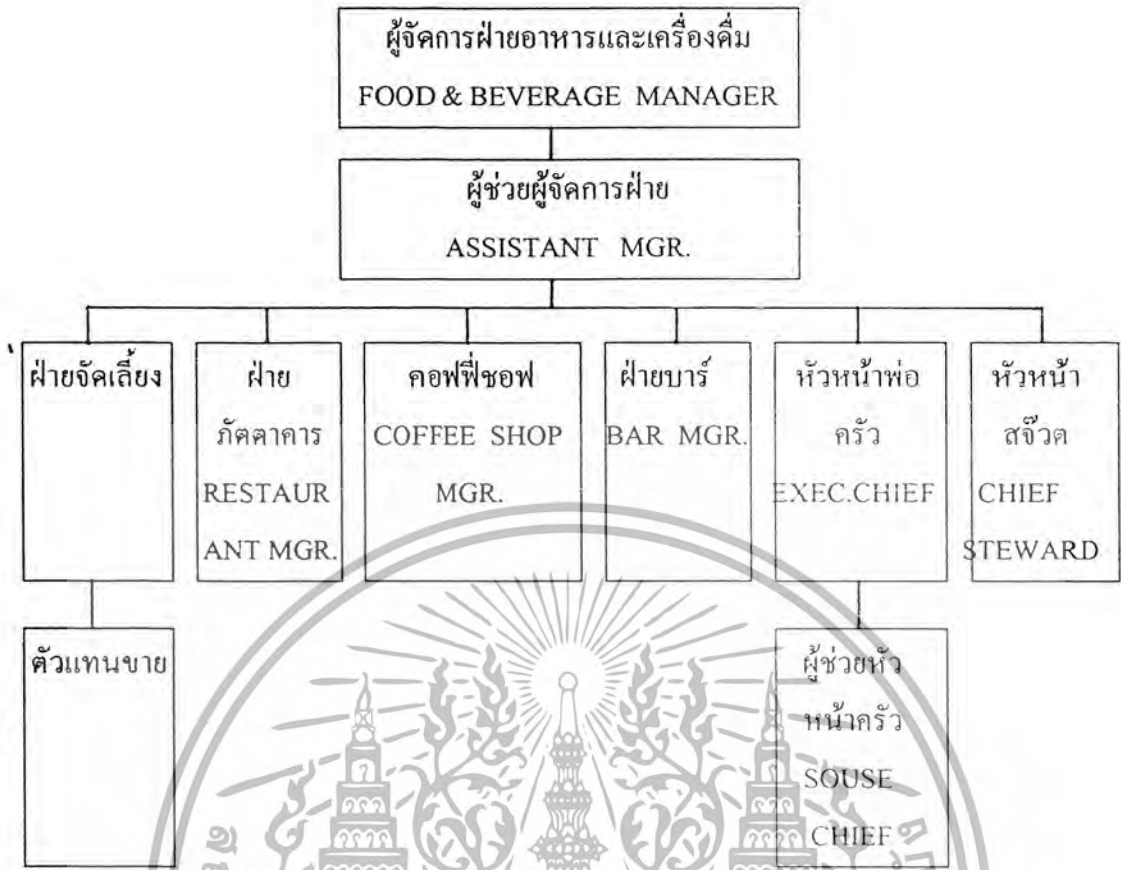 ผู้จัดการฝ่ายอาหารและเครื่องดื่ม
FOOD & BEVERAGE MANAGER
ผู้ช่วยผู้จัดการฝ่าย
ASSISTANT MGR.
ฝ่ายจัดเลี้ยง
ฝ่าย
ภัตตาคาร
RESTAUR
ANT MGR.
คอฟฟี่ชอฟ
COFFEE SHOP
MGR.
ฝ่ายบาร์
BAR MGR.
หัวหน้าพ่อ
ครัว
EXEC.CHIEF
หัวหน้า
สจ๊วต
CHIEF
STEWARD
ตัวแทนขาย
ผู้ช่วยหัว
หน้าครัว
SOUSE
CHIEF